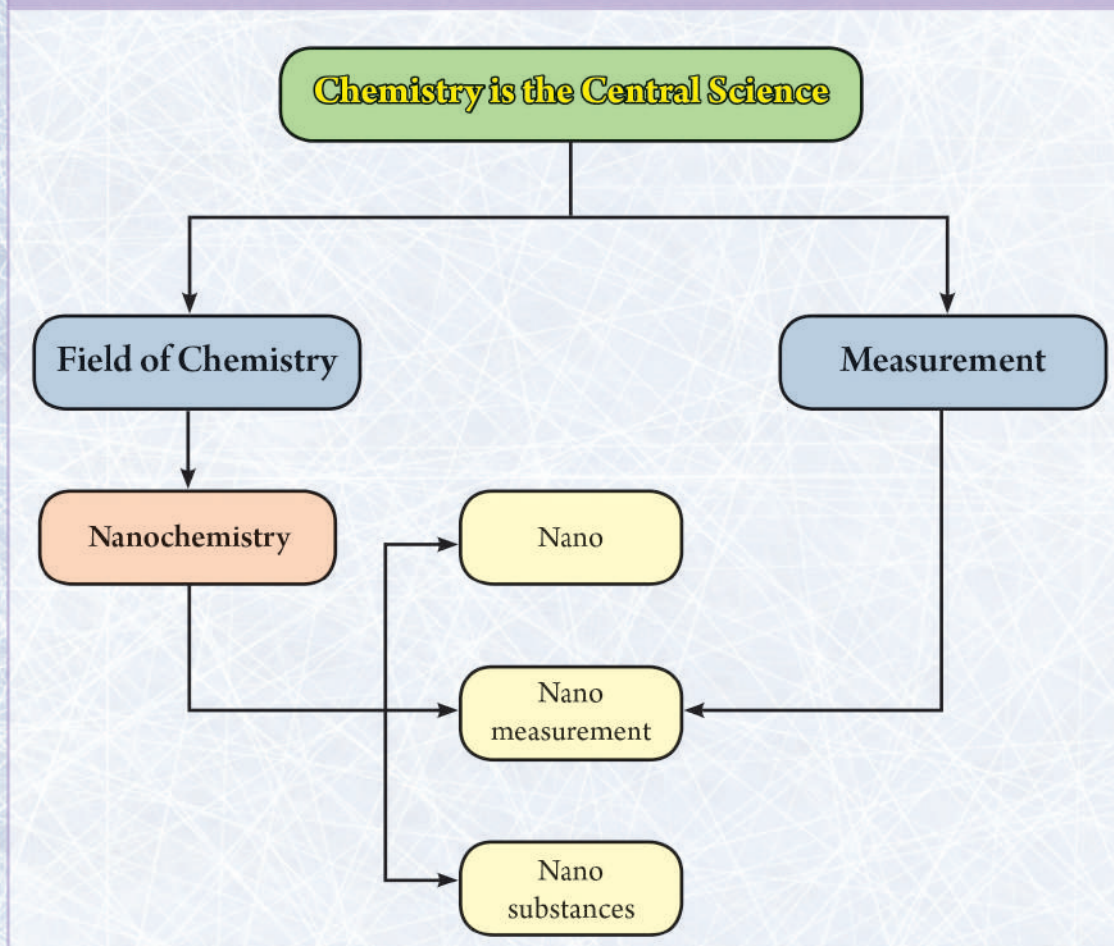 Chemistry is the Central Science
Field of Chemistry
Measurement
Nanochemistry
Nano
Nano
measurement
Nano
substances